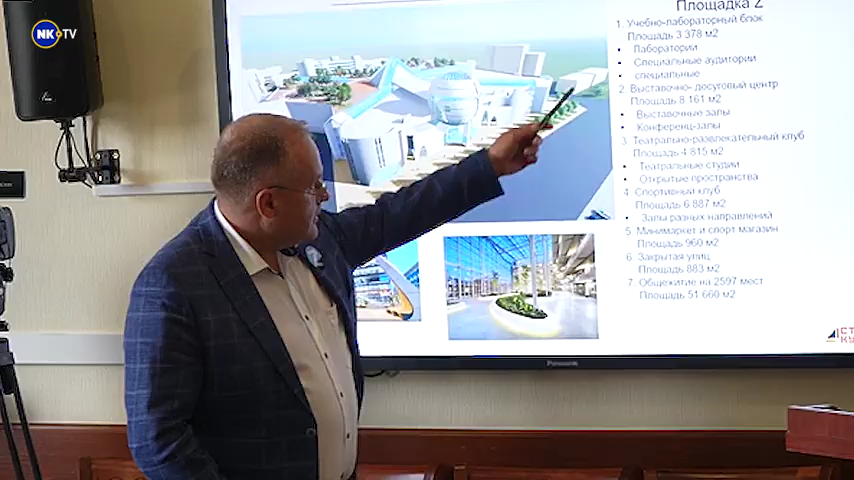 NK TV
Площадка 2
1. Учебно-лабораторный блок
Площадь 3 378 м2
• Лаборатории
• Специальные аудитории
• специальные
2. Выставочно- досуговый центр
Площадь 8 161 м2
• Выставочные залы
• Конференц-залы
3 Театрально-развлекательный клуб
Площадь 4 815 м2
• Театральные студии
• Открытые пространства
4 Спортивный клуб
Площадь 6 887 м2
• Залы разных направлений
5 Минимаркет и спорт магазин
Площадь 960 м2
6. Закрытая улиц
Площадь 883 м2
7. Общежитие на 2597 мест
Площадь 51 660 м2
Panasonic